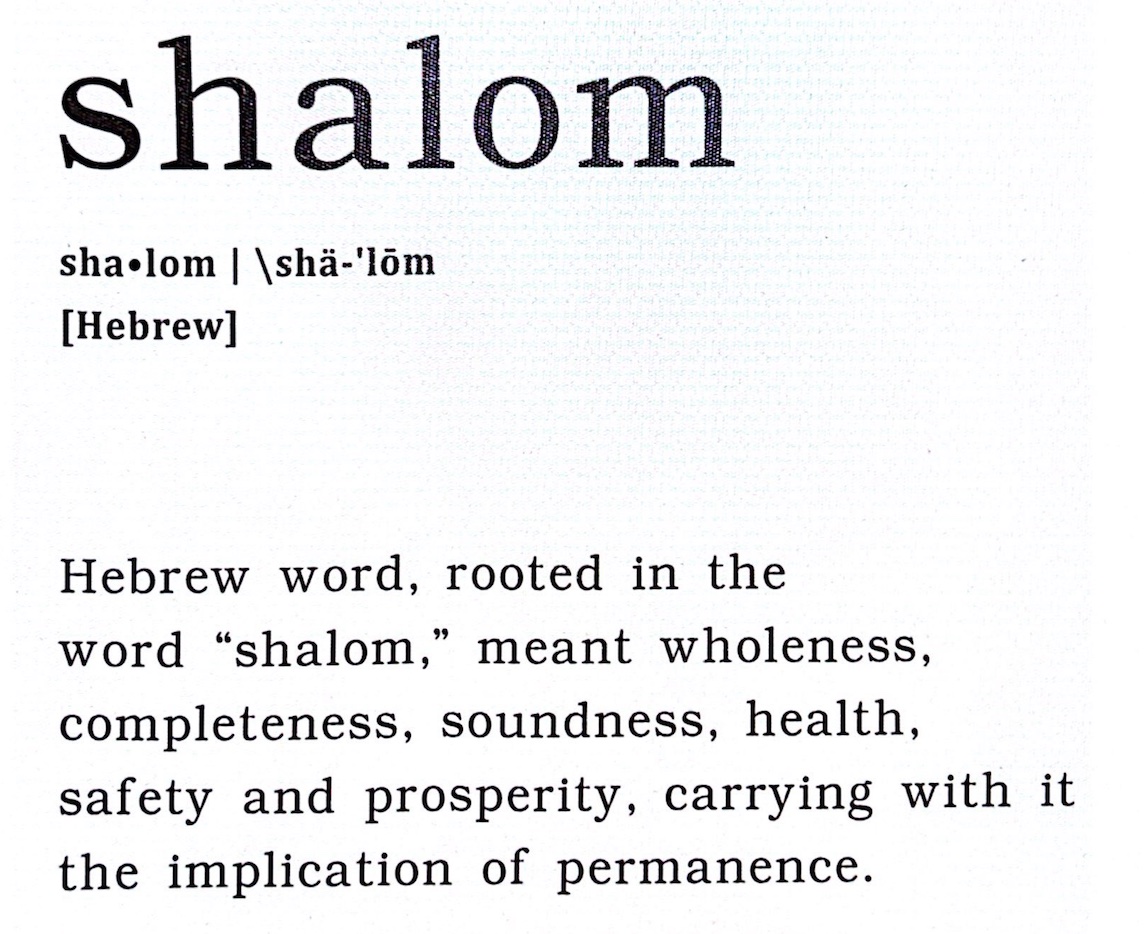 shalom
sha•lom | \shä-'lōm
[Hebrew]
Hebrew word, rooted in the
word “shalom,” meant wholeness,
completeness, soundness, health,
safety and prosperity, carrying with it
the implication of permanence.